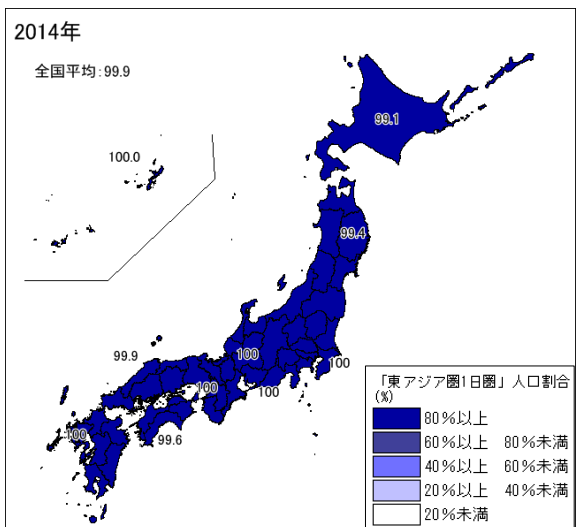 2014年
全国平均：99.9
99.1
100.0
99.4
99.9
100
100
100
100
100
99.6
「東アジア圏1日圏」人口割合
(%)
80％以上
60％以上　80％未満
40％以上　60％未満
20％以上　40％未満
20％未満